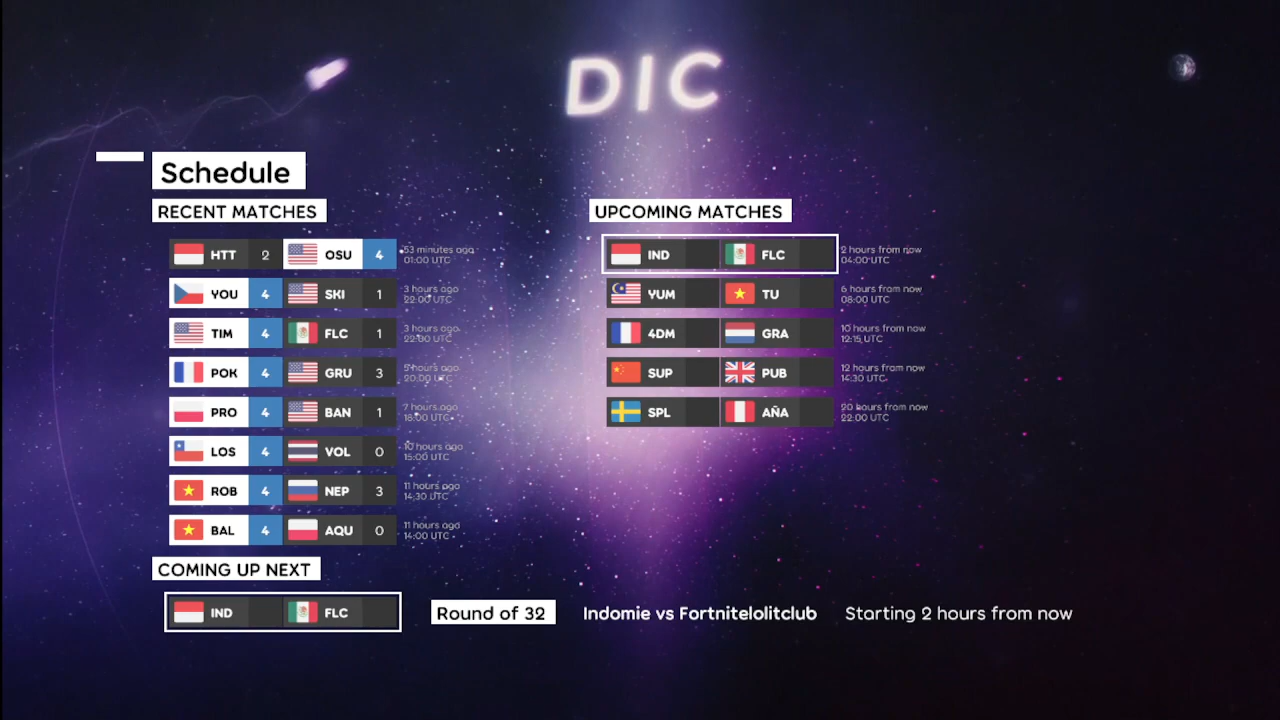 DIC
Schedule
RECENT MATCHES
HTT 2 OSU 4 53 minutes ago
01:00 UTC
YOU 4 SKI 1 3 hours ago
22:00 UTC
TIM 4 FLC 1 3 hours ago
22:00 UTC
POK 4 GRU 3 5 hours ago
20:00 UTC
PRO 4 BAN 1 7 hours ago
18:00 UTC
LOS 4 VOL 0 10 hours ago
15:00 UTC
ROB 4 NEP 3 11 hours ago
14:30 UTC
BAL 4 AQU 0 11 hours ago
14:00 UTC
UPCOMING MATCHES
IND FLC 2 hours from now
04:00 UTC
YUM TU 6 hours from now
08:00 UTC
4DM GRA 10 hours from now
12:15 UTC
SUP PUB 12 hours from now
14:30 UTC
SPL AÑA 20 hours from now
22:00 UTC
COMING UP NEXT
IND FLC Round of 32 Indomie vs Fortnitelolitclub Starting 2 hours from now